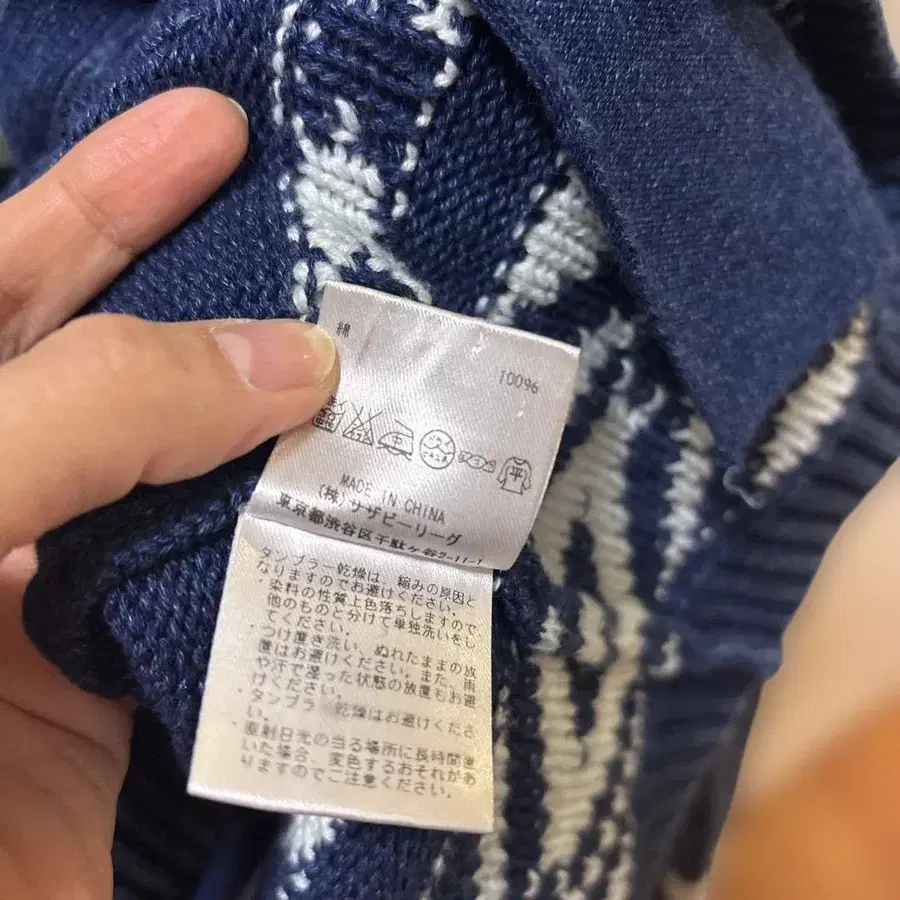 綿
100%
MADE IN CHINA
(株)サザビーリーグ
東京都渋谷区千駄ヶ谷2-11-1
タンブラー乾燥は、縮みの原因と
なりますのでお避けください。
・染料の性質上色落ちしますので
他のものと分けて単独洗いをし
てください。
・つけ置き洗い、ぬれたままの放
置はお避けください。また、雨
や汗で湿った状態の放置もお避
けください。
・タンブラー乾燥はお避けくださ
い。
・直射日光の当る場所に長時間置
いた場合、変色するおそれがあ
りますのでご注意ください。